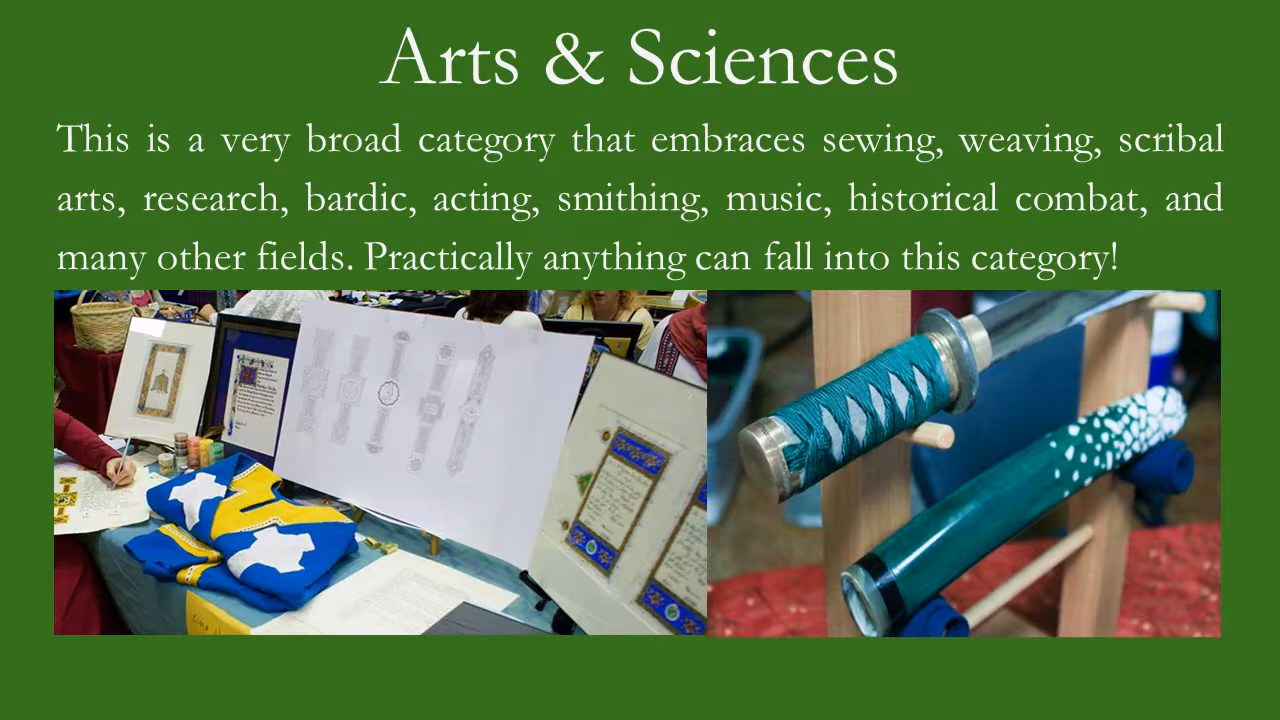 Arts & Sciences
This is a very broad category that embraces sewing, weaving, scribal
arts, research, bardic, acting, smithing, music, historical combat, and
many other fields. Practically anything can fall into this category!